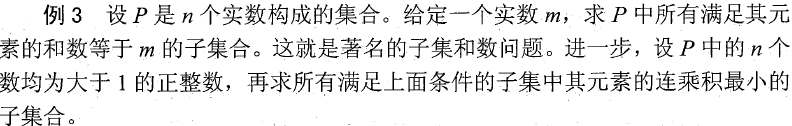 例 3 设 P 是 n 个实数构成的集合。给定一个实数 m，求 P 中所有满足其元
素的和数等于 m 的子集合。这就是著名的子集和数问题。进一步，设 P 中的 n 个
数均为大于 1 的正整数，再求所有满足上面条件的子集中其元素的连乘积最小的
子集合。